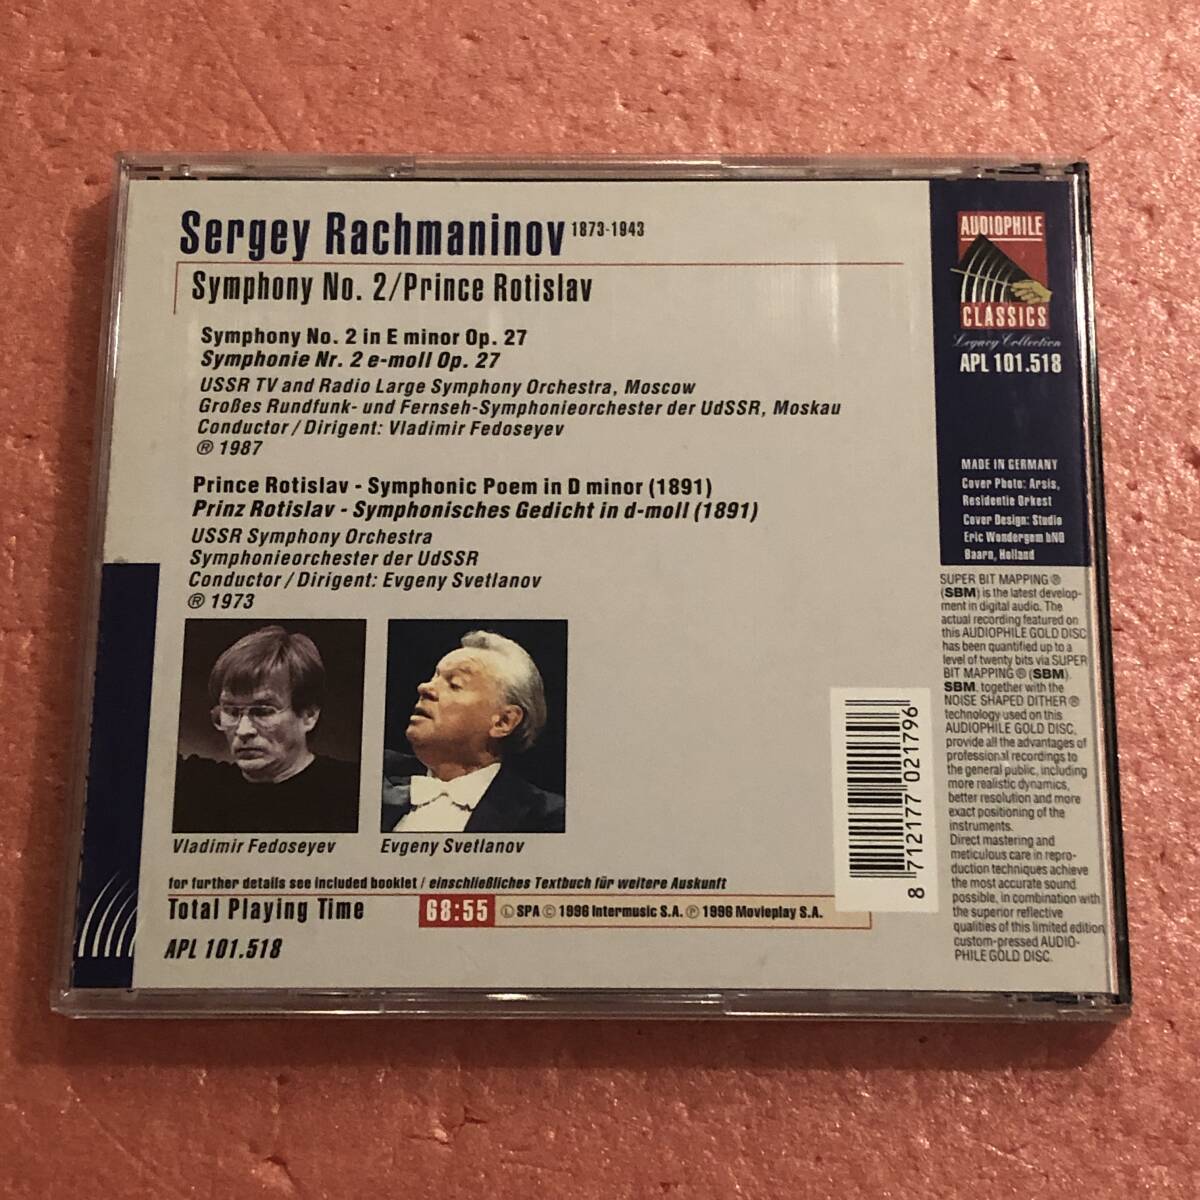 Sergey Rachmaninov 1873-1943
Symphony No. 2/Prince Rotislav
Symphony No. 2 in E minor Op. 27
Symphonie Nr. 2 e-moll Op. 27
USSR TV and Radio Large Symphony Orchestra, Moscow
Großes Rundfunk- und Fernseh-Symphonieorchester der UdSSR, Moskau
Conductor / Dirigent: Vladimir Fedoseyev
℗ 1987
Prince Rotislav - Symphonic Poem in D minor (1891)
Prinz Rotislav - Symphonisches Gedicht in d-moll (1891)
USSR Symphony Orchestra
Symphonieorchester der UdSSR
Conductor / Dirigent: Evgeny Svetlanov
℗ 1973
Vladimir Fedoseyev
Evgeny Svetlanov
for further details see included booklet / einschließliches Textbuch für weitere Auskunft
Total Playing Time 68:55 Ⓛ SPA © 1996 Intermusic S.A. ℗ 1996 Movieplay S.A.
APL 101.518
8 712177 021796
AUDIOPHILE
CLASSICS
Legacy Collection
APL 101.518
MADE IN GERMANY
Cover Photo: Arsis,
Residentie Orkest
Cover Design: Studio
Eric Wondergem bNO
Baarn, Holland
SUPER BIT MAPPING ®
(SBM) is the latest develop-
ment in digital audio. The
actual recording featured on
this AUDIOPHILE GOLD DISC
has been quantified up to a
level of twenty bits via SUPER
BIT MAPPING ® (SBM).
SBM, together with the
NOISE SHAPED DITHER ®
technology used on this
AUDIOPHILE GOLD DISC,
provide all the advantages of
professional recordings to
the general public, including
more realistic dynamics,
better resolution and more
exact positioning of the
instruments.
Direct mastering and
meticulous care in repro-
duction techniques achieve
the most accurate sound
possible, in combination with
the superior reflective
qualities of this limited edition
custom-pressed AUDIO-
PHILE GOLD DISC.